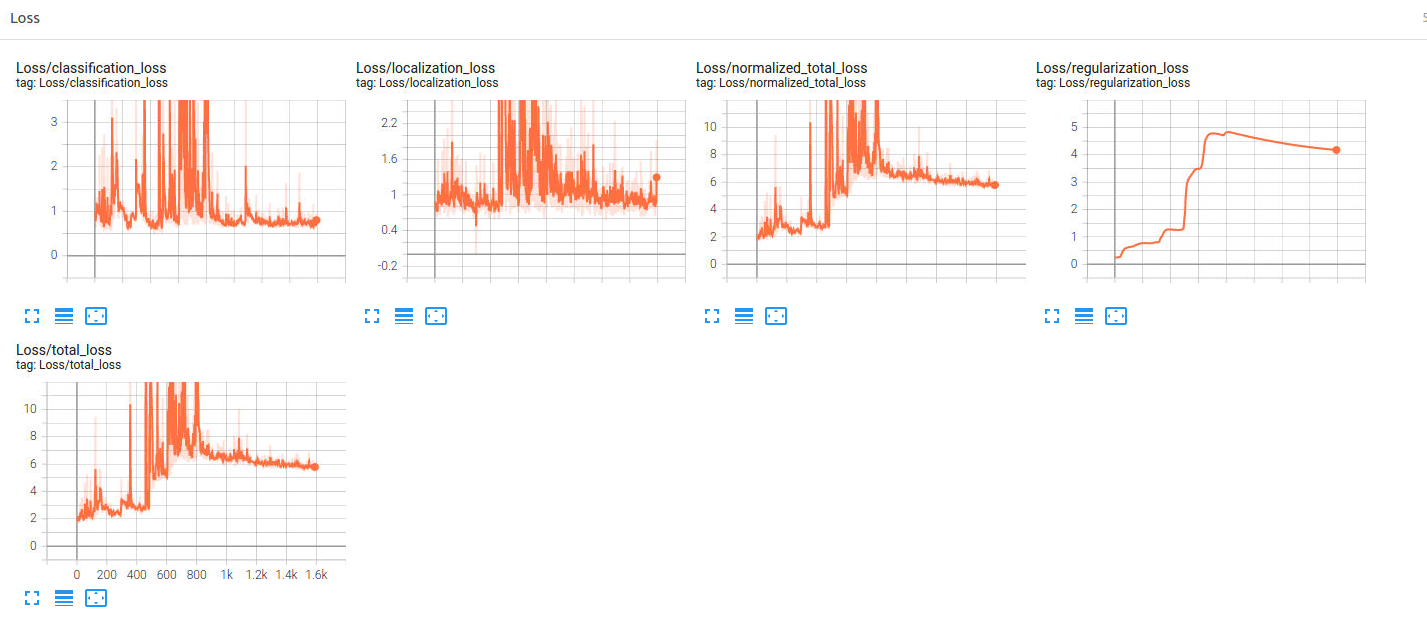 Loss
Loss/classification_loss
tag: Loss/classification_loss
3
2
1
0
Loss/localization_loss
tag: Loss/localization_loss
2.2
1.6
1
0.4
-0.2
Loss/normalized_total_loss
tag: Loss/normalized_total_loss
10
8
6
4
2
0
Loss/regularization_loss
tag: Loss/regularization_loss
5
4
3
2
1
0
Loss/total_loss
tag: Loss/total_loss
10
8
6
4
2
0
0 200 400 600 800 1k 1.2k 1.4k 1.6k